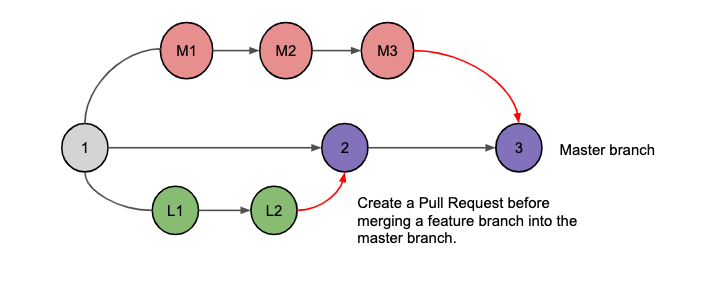 M1
M2
M3
1
2
3
Master branch
L1
L2
Create a Pull Request before
merging a feature branch into the
master branch.